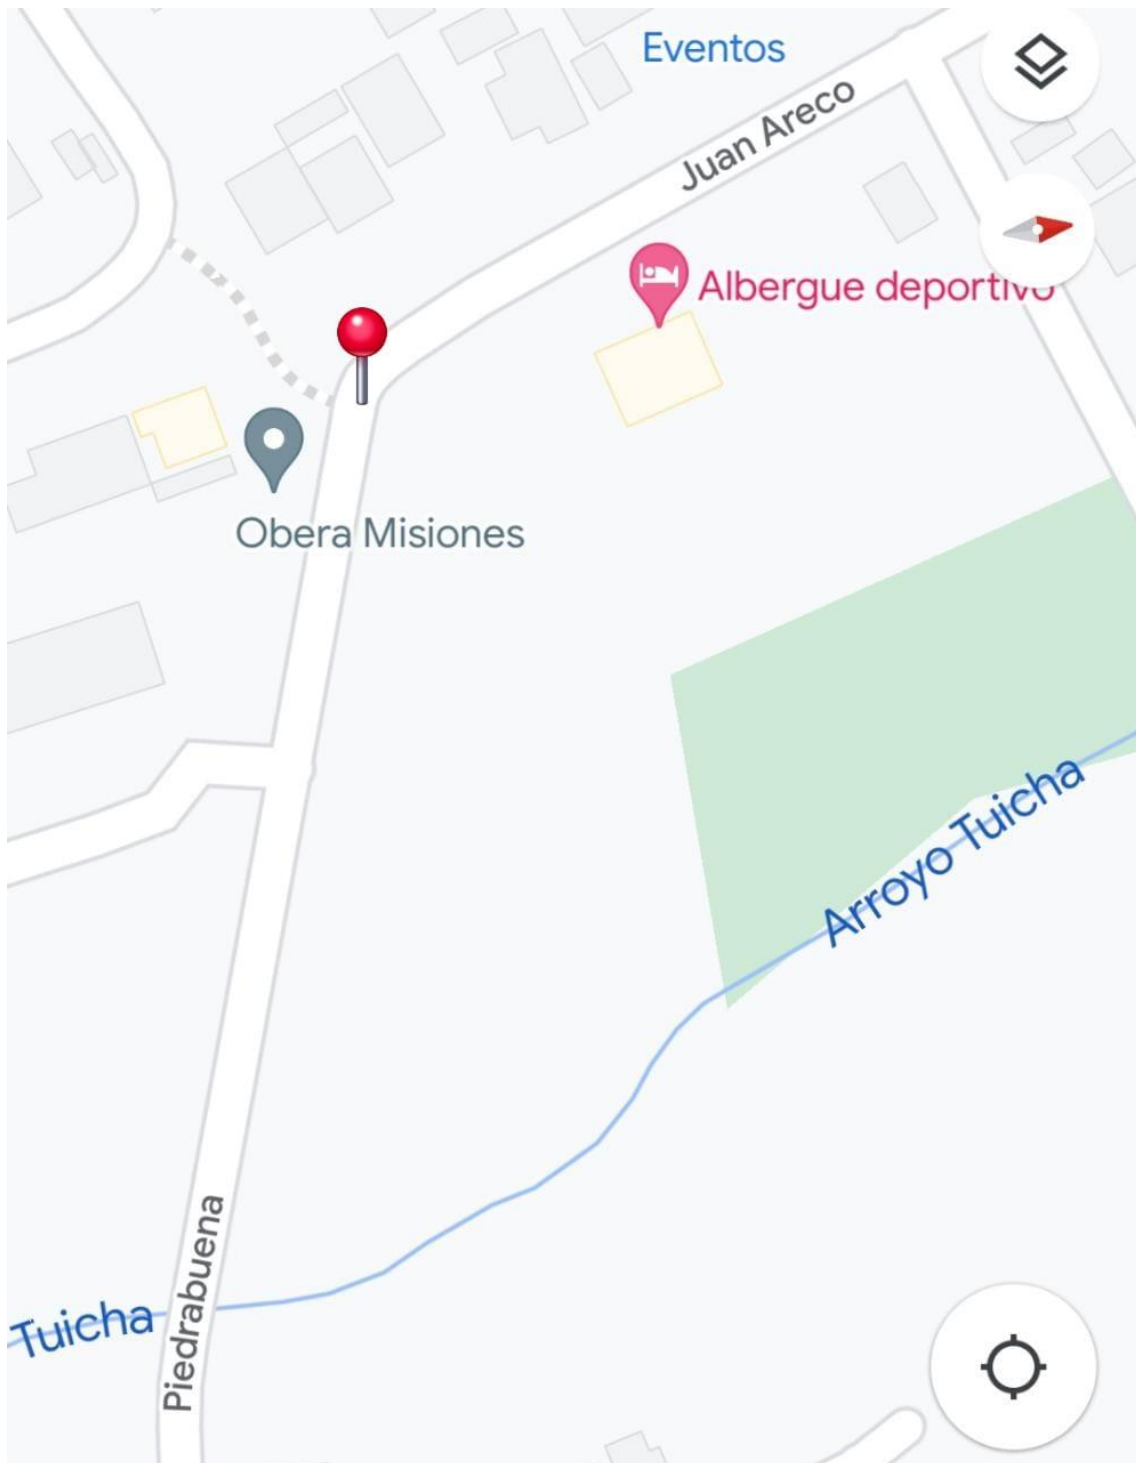 Eventos
Juan Areco
Albergue deportivo
Obera Misiones
Arroyo Tuicha
Piedrabuena
Tuicha